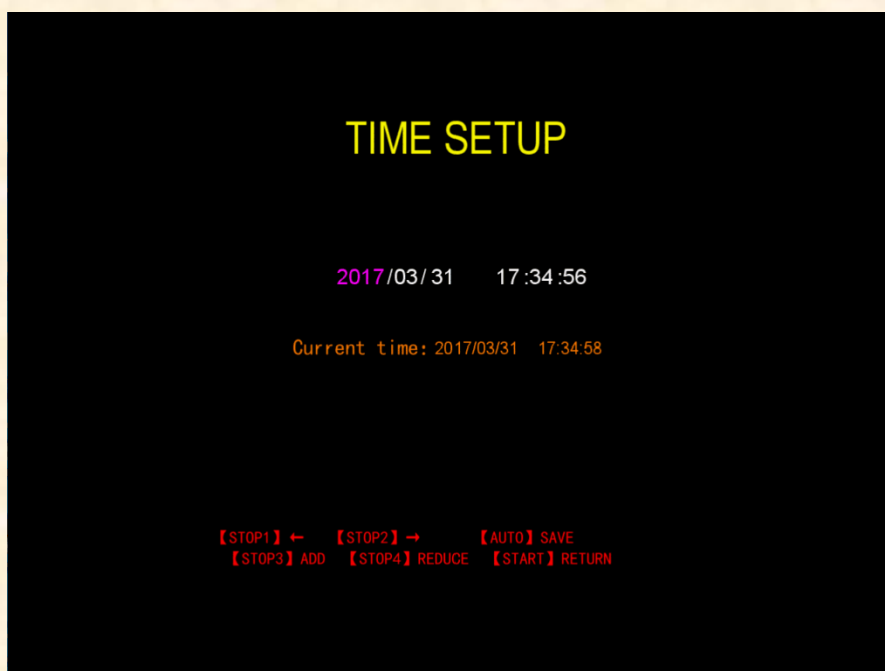 TIME SETUP
2017/03/31 17:34:56
Current time: 2017/03/31 17:34:58
【STOP1】← 【STOP2】→ 【AUTO】SAVE
【STOP3】ADD 【STOP4】REDUCE 【START】RETURN